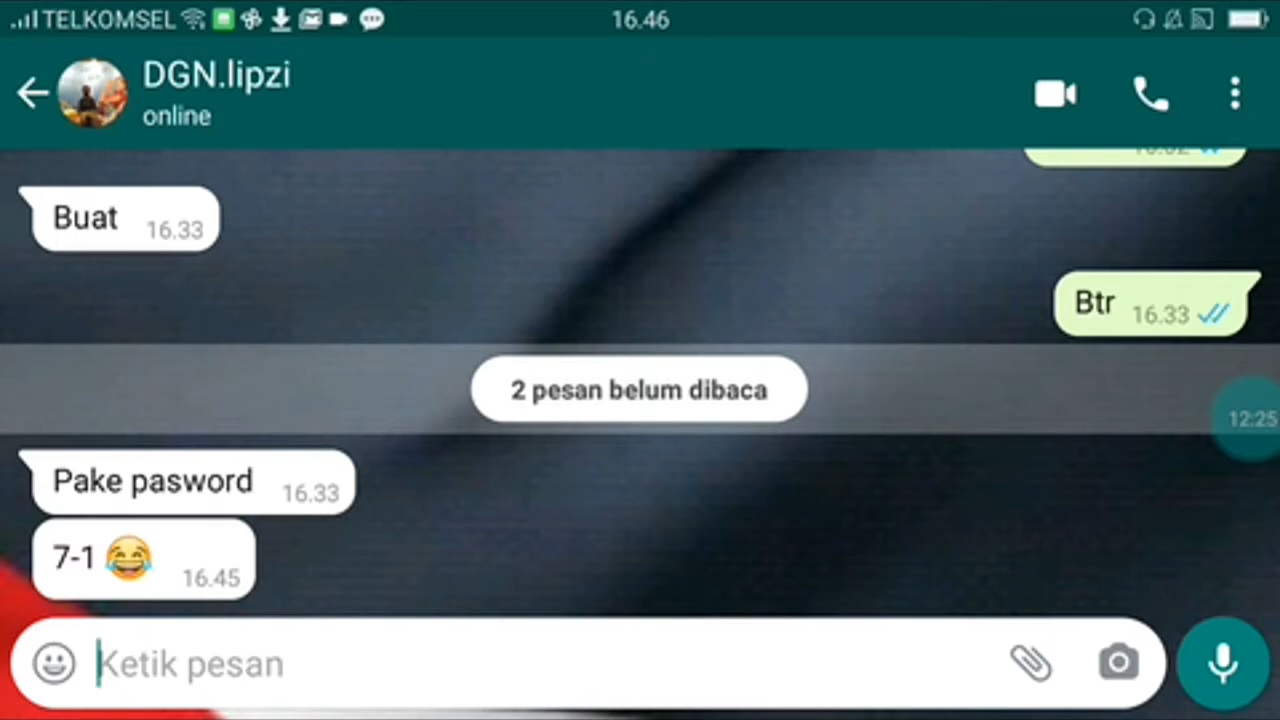 TELKOMSEL 16.46
DGN.lipzi
online
Buat 16.33
Btr 16.33
2 pesan belum dibaca
12:25
Pake pasword 16.33
7-1 😂 16.45
Ketik pesan